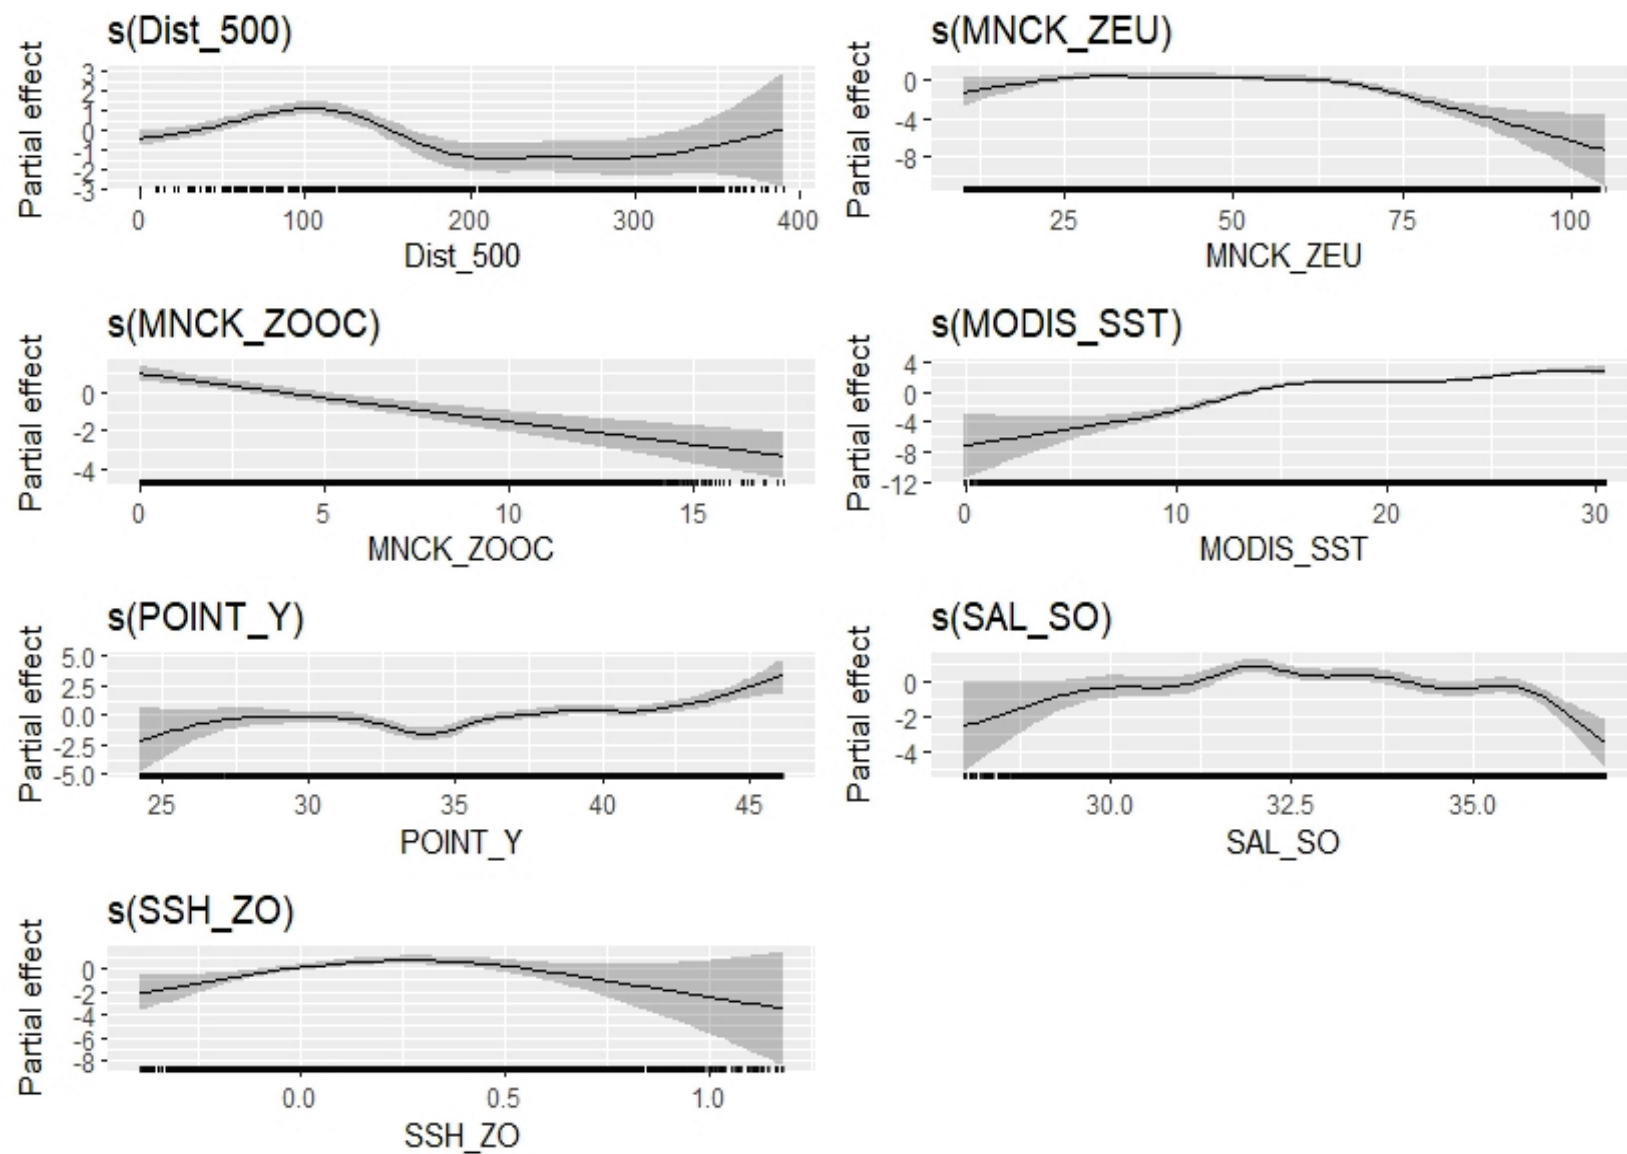 s(Dist_500)
Partial effect
3
2
1
0
-1
-2
-3
0 100 200 300 400
Dist_500
s(MNCK_ZEU)
Partial effect
0
-4
-8
25 50 75 100
MNCK_ZEU
s(MNCK_ZOOC)
Partial effect
0
-2
-4
0 5 10 15
MNCK_ZOOC
s(MODIS_SST)
Partial effect
4
0
-4
-8
-12
0 10 20 30
MODIS_SST
s(POINT_Y)
Partial effect
5.0
2.5
0.0
-2.5
-5.0
25 30 35 40 45
POINT_Y
s(SAL_SO)
Partial effect
0
-2
-4
30.0 32.5 35.0
SAL_SO
s(SSH_ZO)
Partial effect
0
-2
-4
-6
-8
0.0 0.5 1.0
SSH_ZO